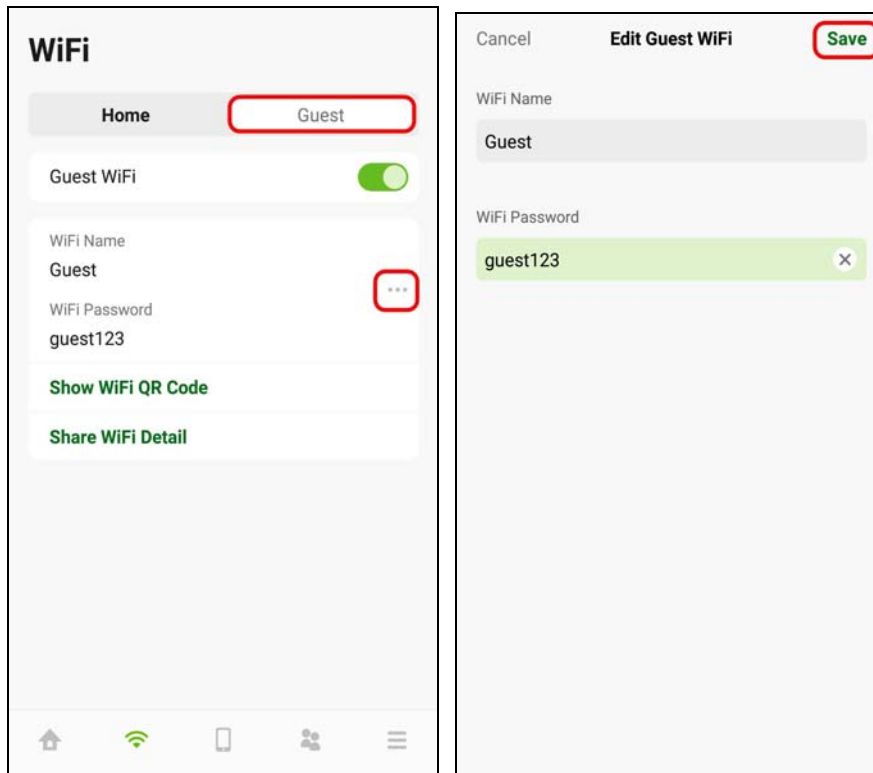 WiFi
Home Guest
Guest WiFi
WiFi Name
Guest
WiFi Password
guest123
Show WiFi QR Code
Share WiFi Detail
Cancel Edit Guest WiFi Save
WiFi Name
Guest
WiFi Password
guest123